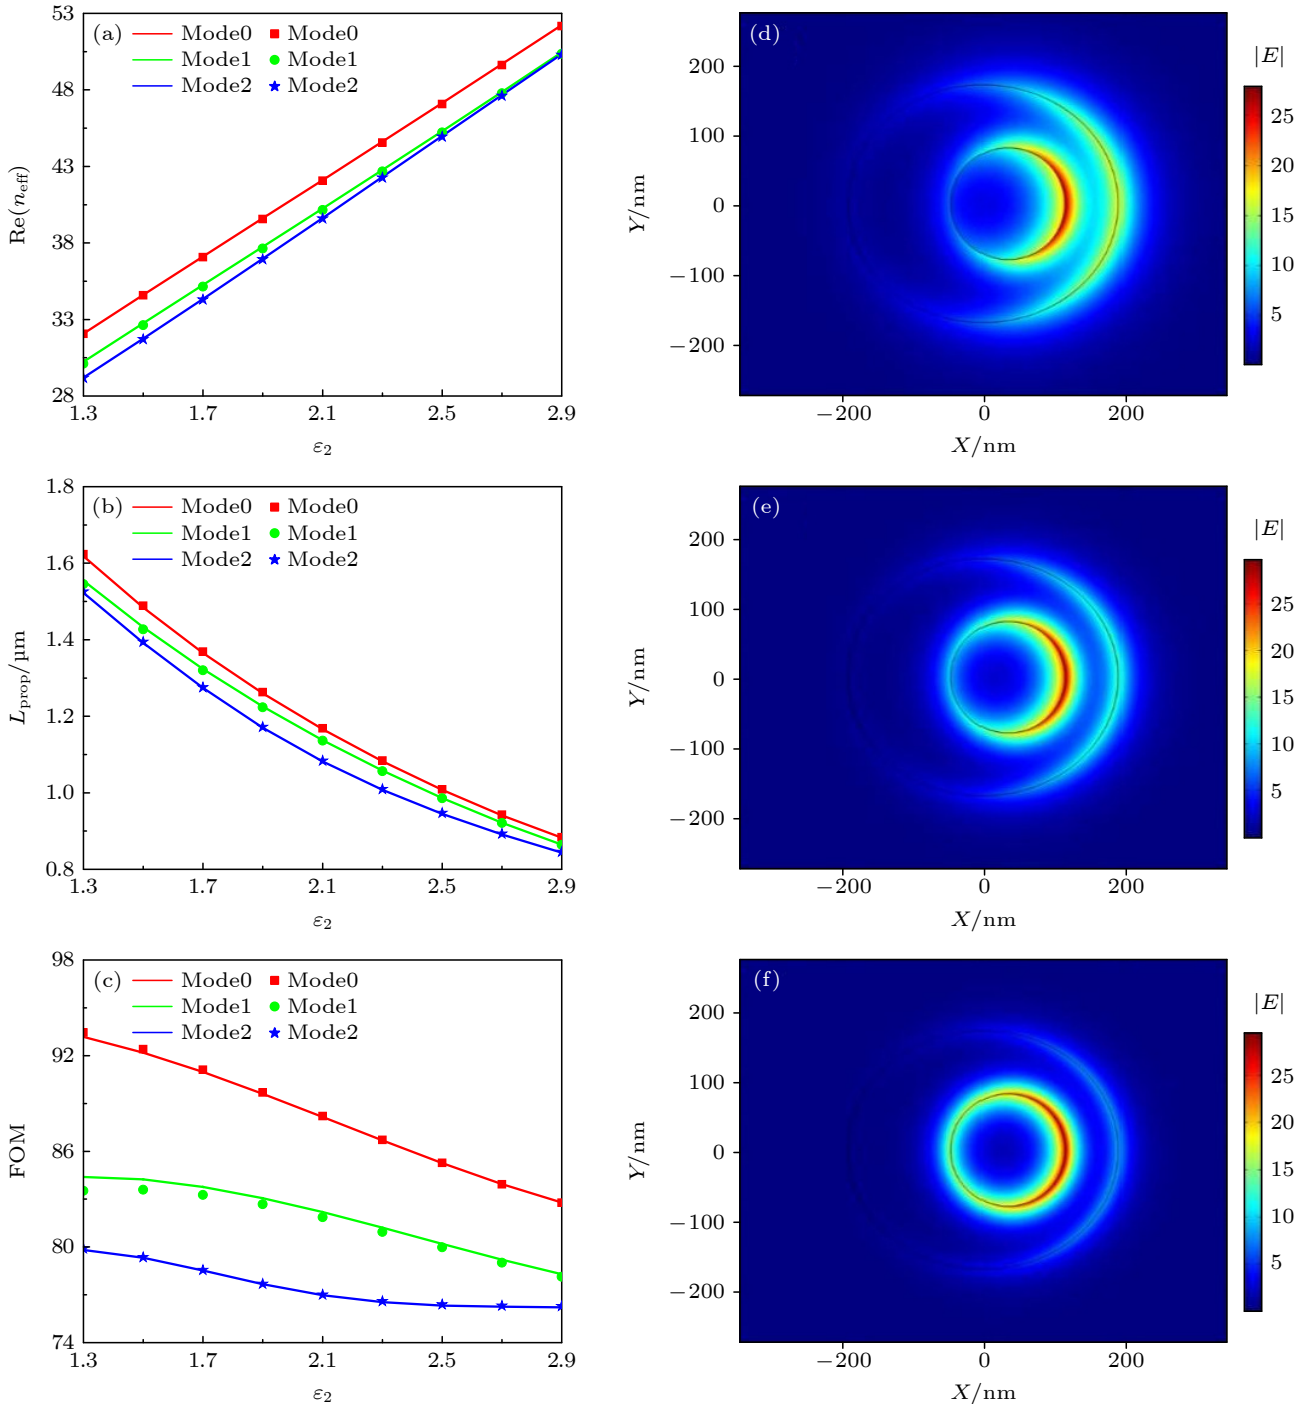 (a)
Mode0 Mode0
Mode1 Mode1
Mode2 Mode2
53
48
43
38
33
28
Re(n_eff)
1.3 1.7 2.1 2.5 2.9
ε₂
(d)
200
100
0
−100
−200
Y/nm
−200 0 200
X/nm
|E|
25
20
15
10
5
(b)
Mode0 Mode0
Mode1 Mode1
Mode2 Mode2
1.8
1.6
1.4
1.2
1.0
0.8
L_prop/µm
1.3 1.7 2.1 2.5 2.9
ε₂
(e)
200
100
0
−100
−200
Y/nm
−200 0 200
X/nm
|E|
25
20
15
10
5
(c)
Mode0 Mode0
Mode1 Mode1
Mode2 Mode2
98
92
86
80
74
FOM
1.3 1.7 2.1 2.5 2.9
ε₂
(f)
200
100
0
−100
−200
Y/nm
−200 0 200
X/nm
|E|
25
20
15
10
5